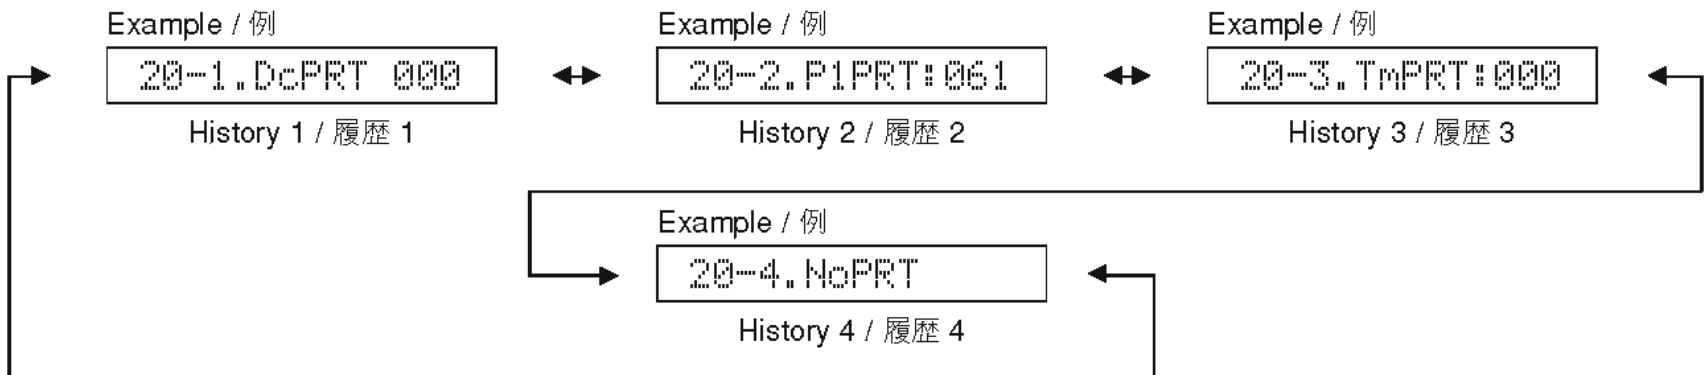 Example / 例
20-1.DcPRT 000
History 1 / 履歴 1
Example / 例
20-2.P1PRT:061
History 2 / 履歴 2
Example / 例
20-3.TmPRT:000
History 3 / 履歴 3
Example / 例
20-4.NoPRT
History 4 / 履歴 4